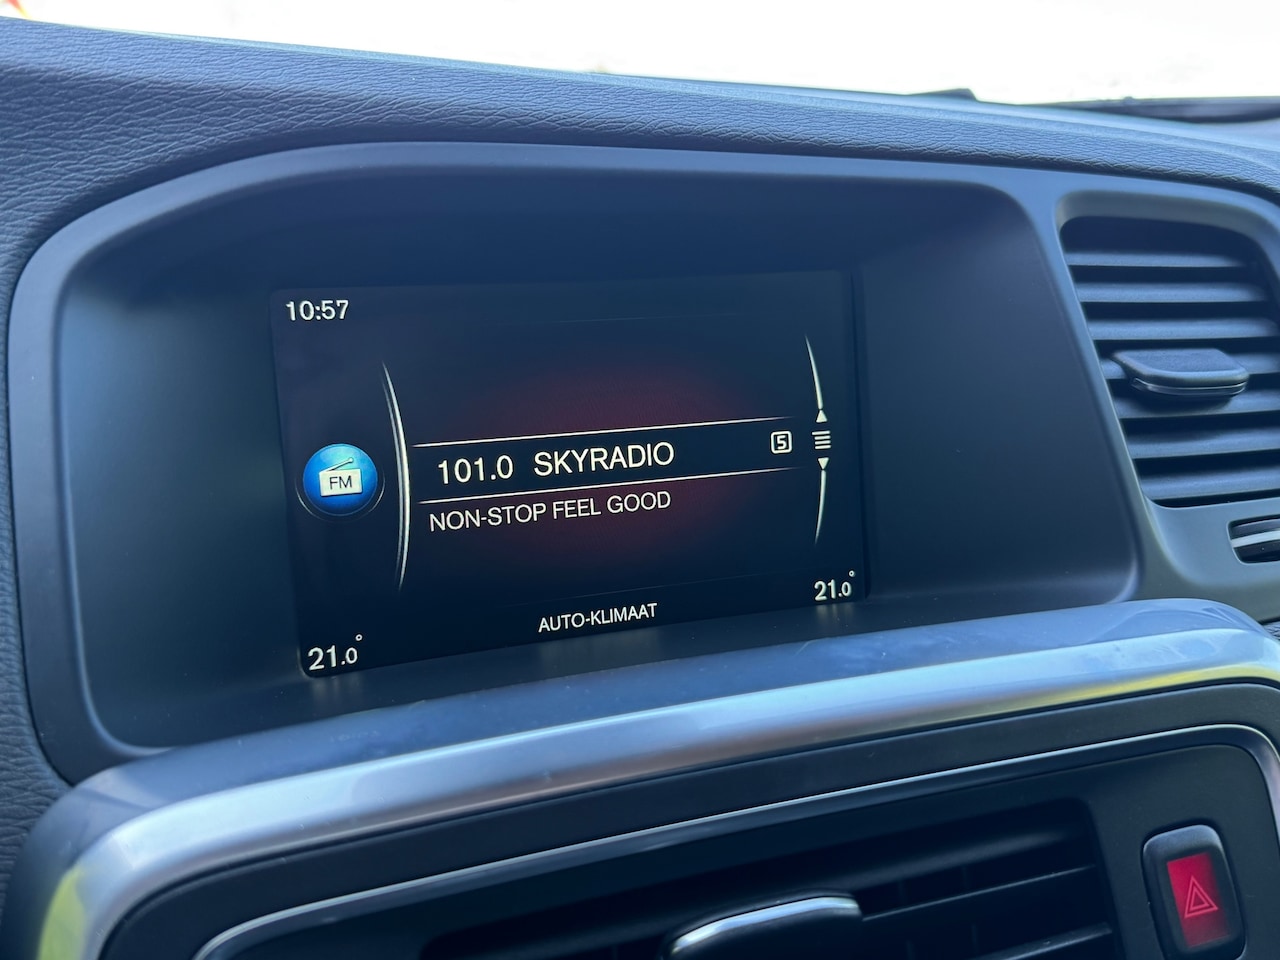 10:57
FM
101.0 SKYRADIO 5
NON-STOP FEEL GOOD
21.0°
AUTO-KLIMAAT
21.0°